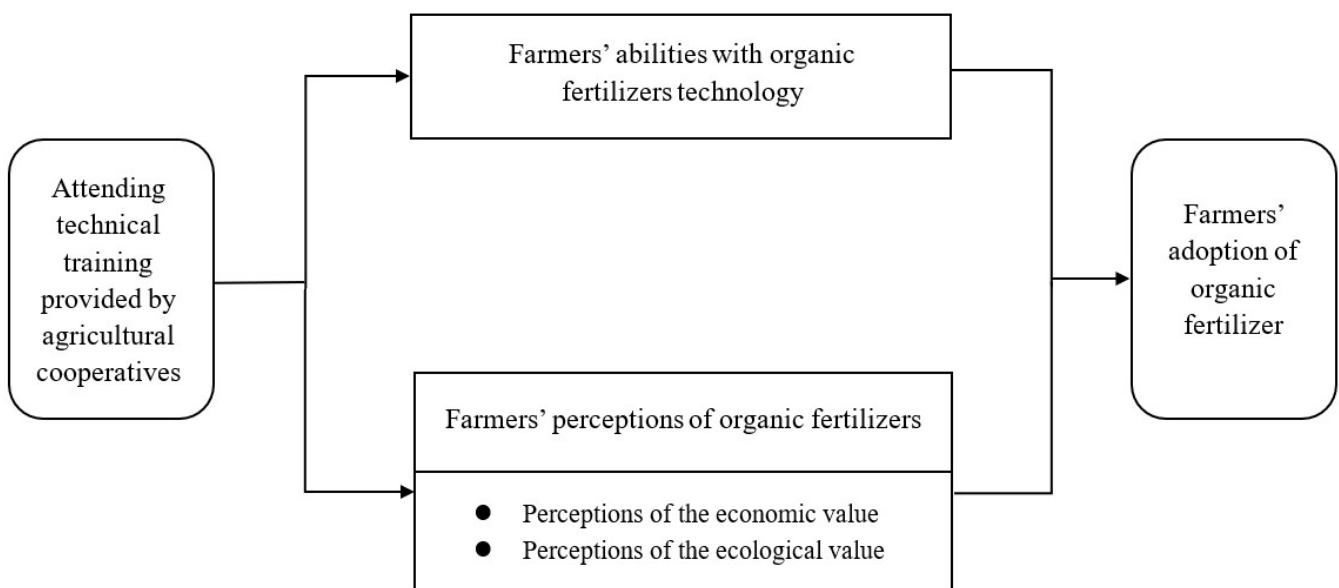 Farmers’ abilities with organic
fertilizers technology
Attending
technical
training
provided by
agricultural
cooperatives
Farmers’
adoption of
organic
fertilizer
Farmers’ perceptions of organic fertilizers
● Perceptions of the economic value
● Perceptions of the ecological value